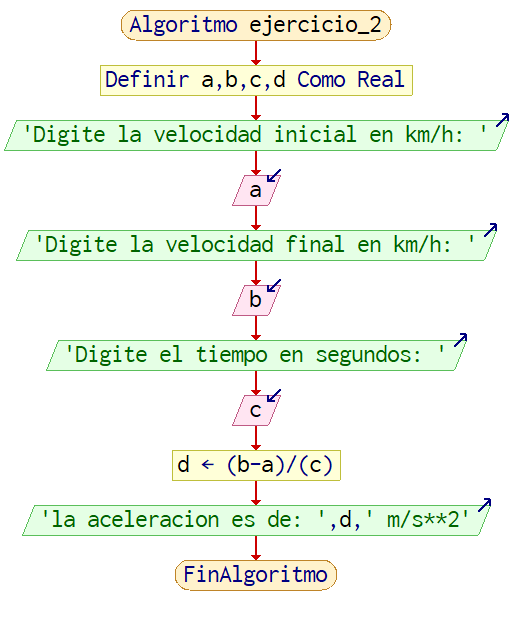 Algoritmo ejercicio_2
Definir a,b,c,d Como Real
'Digite la velocidad inicial en km/h: '
a
'Digite la velocidad final en km/h: '
b
'Digite el tiempo en segundos: '
c
d ← (b-a)/(c)
'la aceleracion es de: ',d,' m/s**2'
FinAlgoritmo